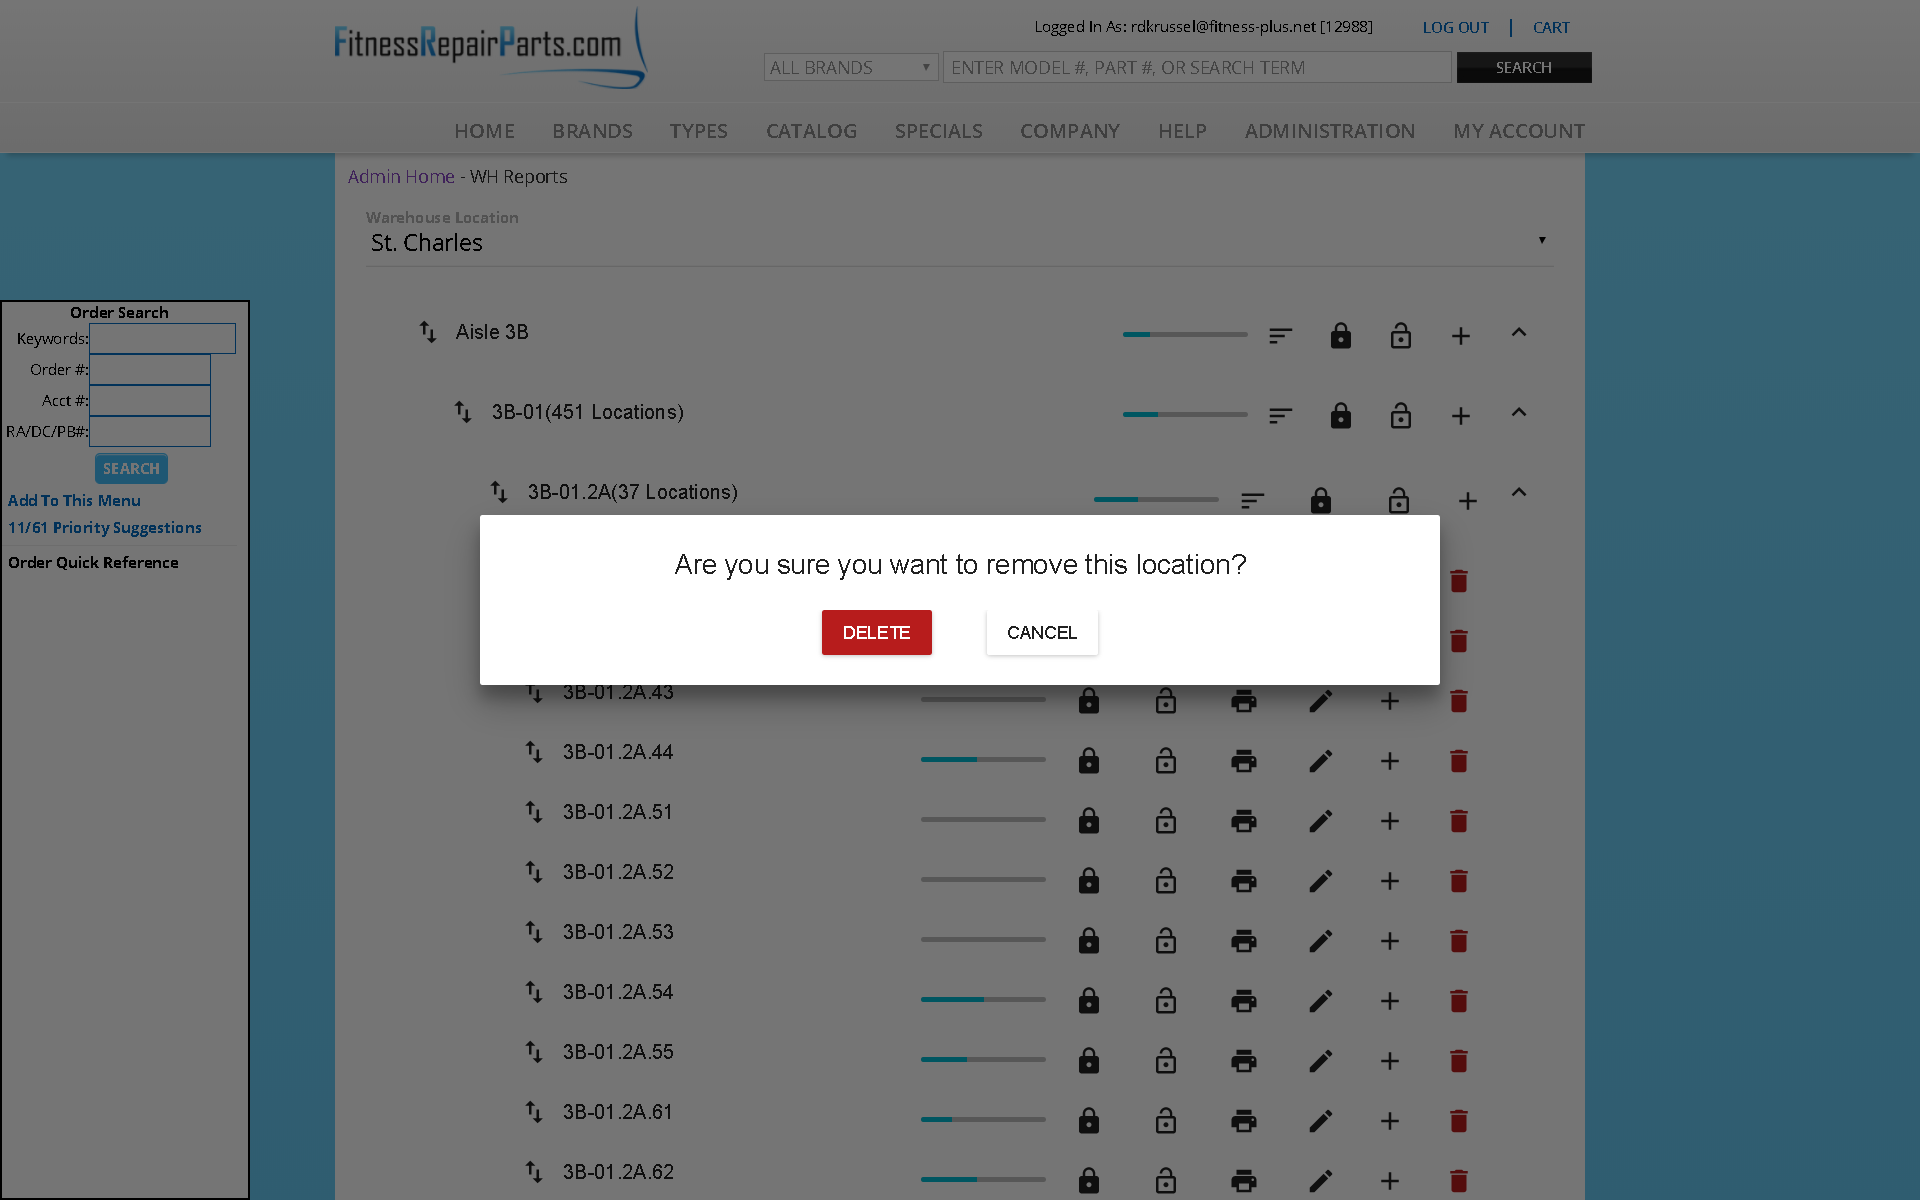 FitnessRepairParts.com
Logged In As: rdkrussel@fitness-plus.net [12988]
LOG OUT | CART
ALL BRANDS
ENTER MODEL #, PART #, OR SEARCH TERM
SEARCH
HOME BRANDS TYPES CATALOG SPECIALS COMPANY HELP ADMINISTRATION MY ACCOUNT
Admin Home - WH Reports
Warehouse Location
St. Charles
Order Search
Keywords:
Order #:
Acct #:
RA/DC/PB#:
SEARCH
Add To This Menu
11/61 Priority Suggestions
Order Quick Reference
Aisle 3B
3B-01(451 Locations)
3B-01.2A(37 Locations)
Are you sure you want to remove this location?
DELETE CANCEL
3B-01.2A.43
3B-01.2A.44
3B-01.2A.51
3B-01.2A.52
3B-01.2A.53
3B-01.2A.54
3B-01.2A.55
3B-01.2A.61
3B-01.2A.62